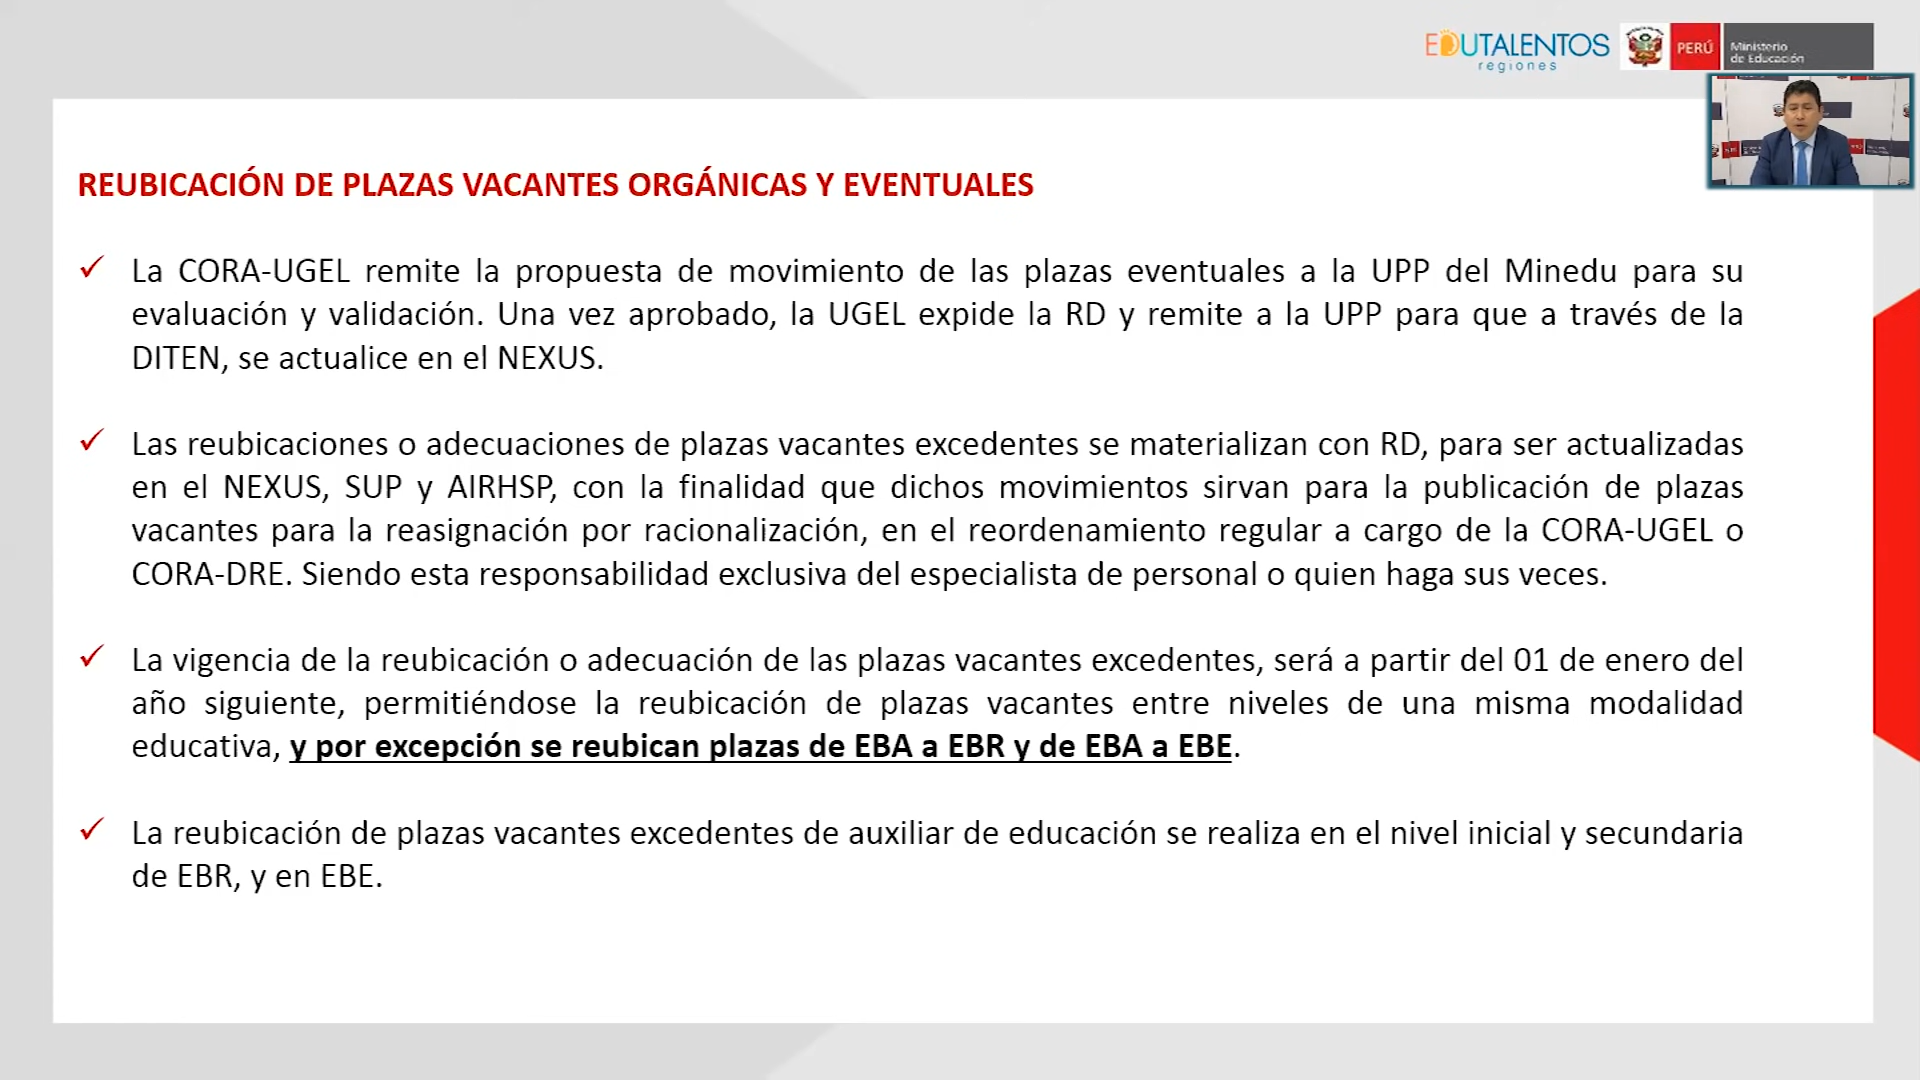 EDUTALENTOS
regiones
PERÚ
Ministerio
de Educación
REUBICACIÓN DE PLAZAS VACANTES ORGÁNICAS Y EVENTUALES
✓ La CORA-UGEL remite la propuesta de movimiento de las plazas eventuales a la UPP del Minedu para su
evaluación y validación. Una vez aprobado, la UGEL expide la RD y remite a la UPP para que a través de la
DITEN, se actualice en el NEXUS.
✓ Las reubicaciones o adecuaciones de plazas vacantes excedentes se materializan con RD, para ser actualizadas
en el NEXUS, SUP y AIRHSP, con la finalidad que dichos movimientos sirvan para la publicación de plazas
vacantes para la reasignación por racionalización, en el reordenamiento regular a cargo de la CORA-UGEL o
CORA-DRE. Siendo esta responsabilidad exclusiva del especialista de personal o quien haga sus veces.
✓ La vigencia de la reubicación o adecuación de las plazas vacantes excedentes, será a partir del 01 de enero del
año siguiente, permitiéndose la reubicación de plazas vacantes entre niveles de una misma modalidad
educativa, y por excepción se reubican plazas de EBA a EBR y de EBA a EBE.
✓ La reubicación de plazas vacantes excedentes de auxiliar de educación se realiza en el nivel inicial y secundaria
de EBR, y en EBE.